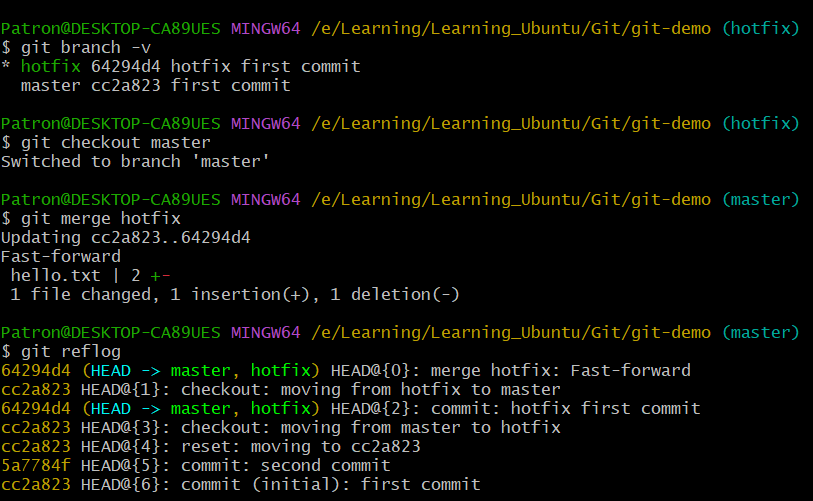 Patron@DESKTOP-CA89UES MINGW64 /e/Learning/Learning_Ubuntu/Git/git-demo (hotfix)
$ git branch -v
* hotfix 64294d4 hotfix first commit
  master cc2a823 first commit
Patron@DESKTOP-CA89UES MINGW64 /e/Learning/Learning_Ubuntu/Git/git-demo (hotfix)
$ git checkout master
Switched to branch 'master'
Patron@DESKTOP-CA89UES MINGW64 /e/Learning/Learning_Ubuntu/Git/git-demo (master)
$ git merge hotfix
Updating cc2a823..64294d4
Fast-forward
 hello.txt | 2 +-
 1 file changed, 1 insertion(+), 1 deletion(-)
Patron@DESKTOP-CA89UES MINGW64 /e/Learning/Learning_Ubuntu/Git/git-demo (master)
$ git reflog
64294d4 (HEAD -> master, hotfix) HEAD@{0}: merge hotfix: Fast-forward
cc2a823 HEAD@{1}: checkout: moving from hotfix to master
64294d4 (HEAD -> master, hotfix) HEAD@{2}: commit: hotfix first commit
cc2a823 HEAD@{3}: checkout: moving from master to hotfix
cc2a823 HEAD@{4}: reset: moving to cc2a823
5a7784f HEAD@{5}: commit: second commit
cc2a823 HEAD@{6}: commit (initial): first commit